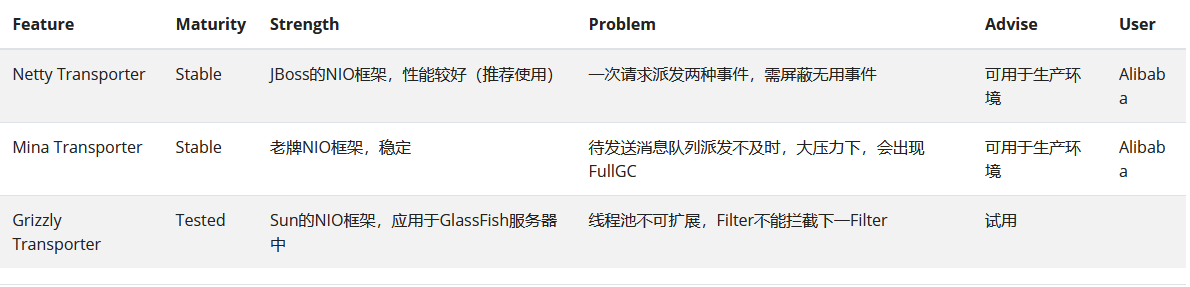 Feature Maturity Strength Problem Advise User
Netty Transporter Stable JBoss的NIO框架，性能较好（推荐使用） 一次请求派发两种事件，需屏蔽无用事件 可用于生产环 Alibab
境 a
Mina Transporter Stable 老牌NIO框架，稳定 待发送消息队列派发不及时，大压力下，会出现 可用于生产环 Alibab
FullGC 境 a
Grizzly Tested Sun的NIO框架，应用于GlassFish服务器 线程池不可扩展，Filter不能拦截下一Filter 试用
Transporter 中